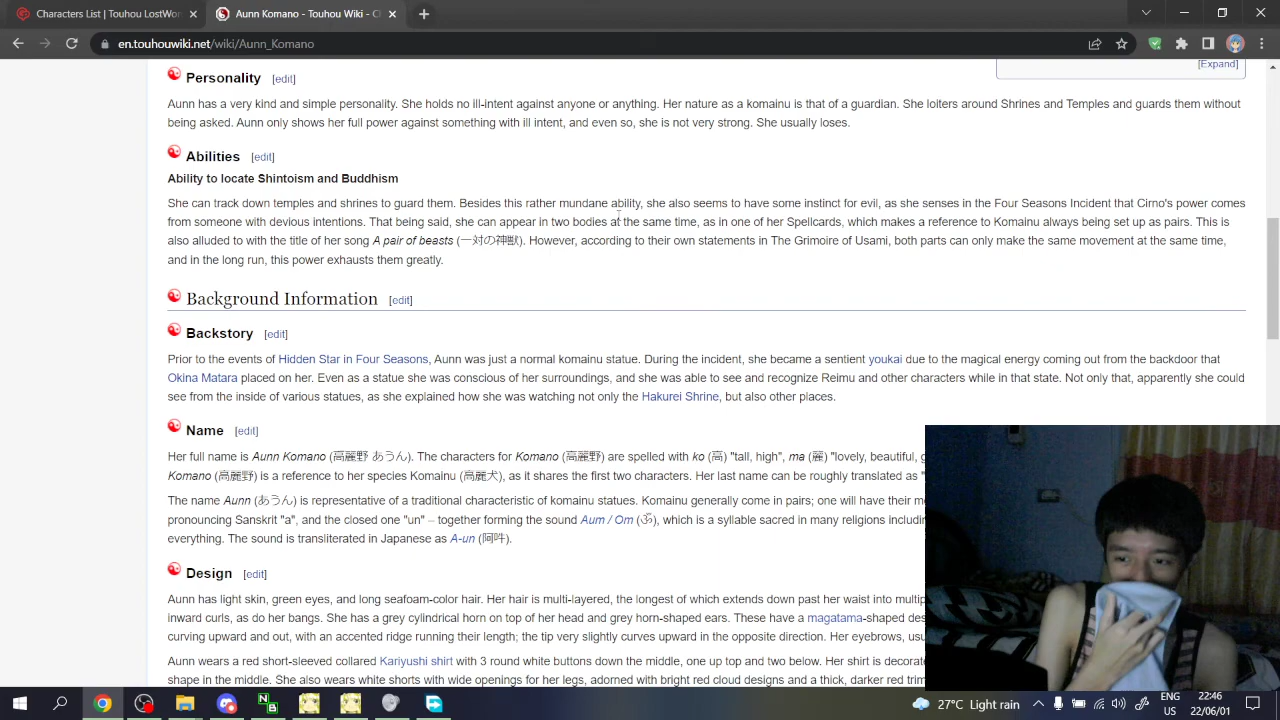 Characters List | Touhou LostWor
Aunn Komano - Touhou Wiki - C
en.touhouwiki.net/wiki/Aunn_Komano
[Expand]
Personality [edit]
Aunn has a very kind and simple personality. She holds no ill-intent against anyone or anything. Her nature as a komainu is that of a guardian. She loiters around Shrines and Temples and guards them without
being asked. Aunn only shows her full power against something with ill intent, and even so, she is not very strong. She usually loses.
Abilities [edit]
Ability to locate Shintoism and Buddhism
She can track down temples and shrines to guard them. Besides this rather mundane ability, she also seems to have some instinct for evil, as she senses in the Four Seasons Incident that Cirno's power comes
from someone with devious intentions. That being said, she can appear in two bodies at the same time, as in one of her Spellcards, which makes a reference to Komainu always being set up as pairs. This is
also alluded to with the title of her song A pair of beasts (一対の神獣). However, according to their own statements in The Grimoire of Usami, both parts can only make the same movement at the same time,
and in the long run, this power exhausts them greatly.
Background Information [edit]
Backstory [edit]
Prior to the events of Hidden Star in Four Seasons, Aunn was just a normal komainu statue. During the incident, she became a sentient youkai due to the magical energy coming out from the backdoor that
Okina Matara placed on her. Even as a statue she was conscious of her surroundings, and she was able to see and recognize Reimu and other characters while in that state. Not only that, apparently she could
see from the inside of various statues, as she explained how she was watching not only the Hakurei Shrine, but also other places.
Name [edit]
Her full name is Aunn Komano (高麗野 あうん). The characters for Komano (高麗野) are spelled with ko (高) "tall, high", ma (麗) "lovely, beautiful, g
Komano (高麗野) is a reference to her species Komainu (高麗犬), as it shares the first two characters. Her last name can be roughly translated as "
The name Aunn (あうん) is representative of a traditional characteristic of komainu statues. Komainu generally come in pairs; one will have their m
pronouncing Sanskrit "a", and the closed one "un" – together forming the sound Aum / Om (ॐ), which is a syllable sacred in many religions includin
everything. The sound is transliterated in Japanese as A-un (阿吽).
Design [edit]
Aunn has light skin, green eyes, and long seafoam-color hair. Her hair is multi-layered, the longest of which extends down past her waist into multip
inward curls, as do her bangs. She has a grey cylindrical horn on top of her head and grey horn-shaped ears. These have a magatama-shaped des
curving upward and out, with an accented ridge running their length; the tip very slightly curves upward in the opposite direction. Her eyebrows, usu
Aunn wears a red short-sleeved collared Kariyushi shirt with 3 round white buttons down the middle, one up top and two below. Her shirt is decorate
shape in the middle. She also wears white shorts with wide openings for her legs, adorned with bright red cloud designs and a thick, darker red trim
27°C Light rain
ENG
US
22:46
22/06/01